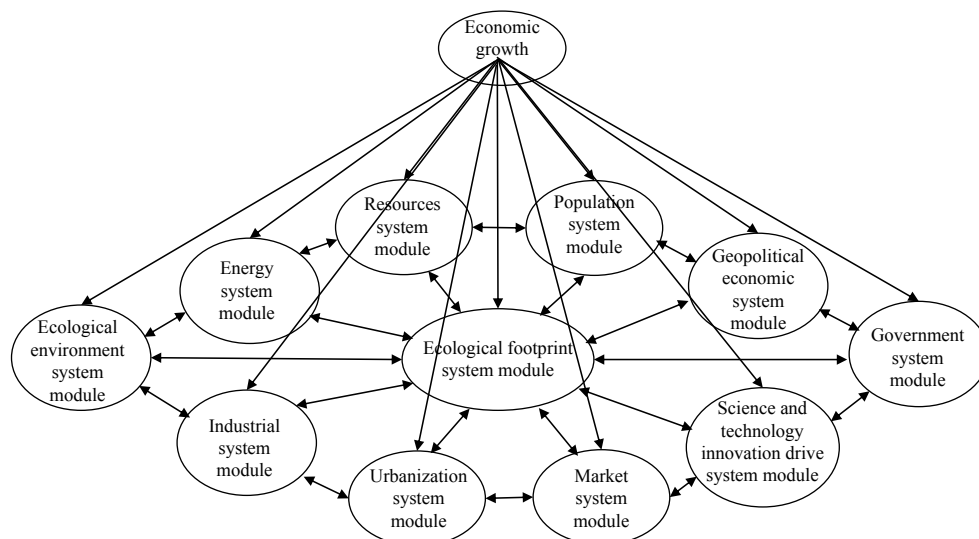 Economic
growth
Resources
system
module
Population
system
module
Energy
system
module
Geopolitical
economic
system
module
Ecological
environment
system
module
Ecological footprint
system module
Government
system
module
Industrial
system
module
Science and
technology
innovation drive
system module
Urbanization
system
module
Market
system
module